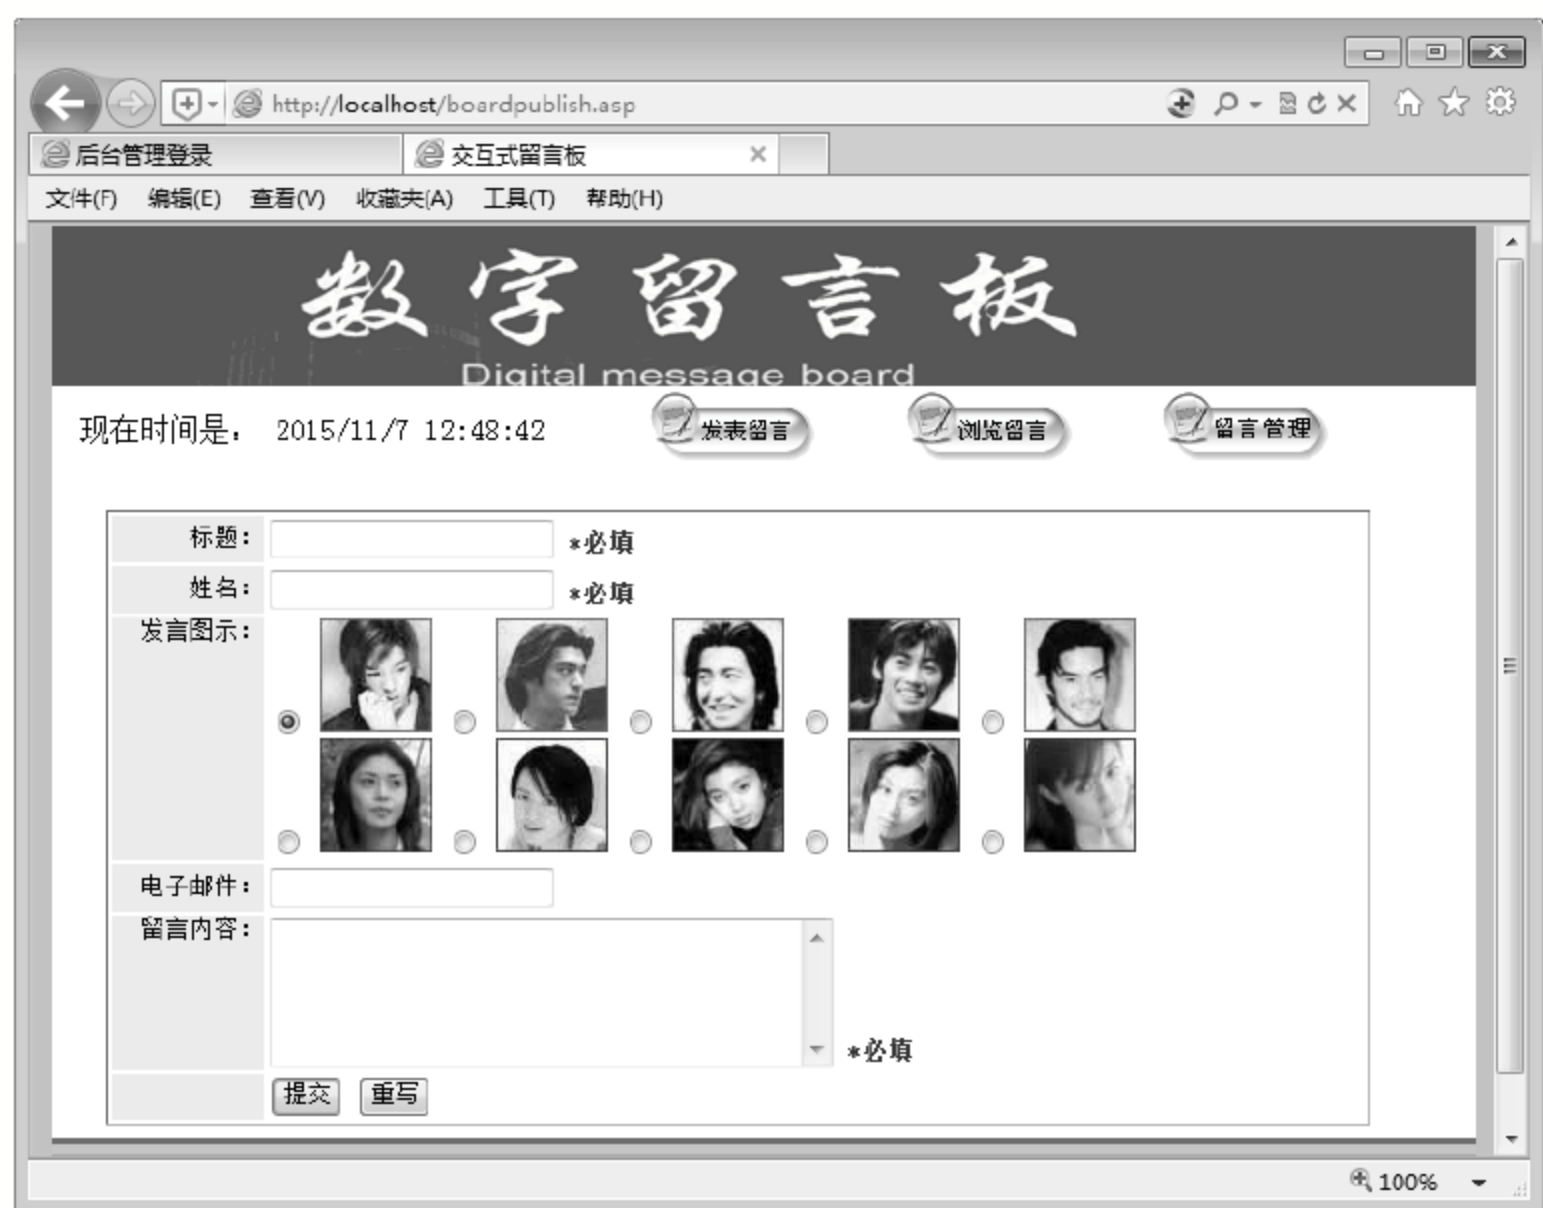 http://localhost/boardpublish.asp
后台管理登录 交互式留言板
文件(F) 编辑(E) 查看(V) 收藏夹(A) 工具(T) 帮助(H)
数字留言板
Digital message board
现在时间是： 2015/11/7 12:48:42 发表留言 浏览留言 留言管理
标题： *必填
姓名： *必填
发言图示：
电子邮件：
留言内容：
*必填
提交 重写
100%